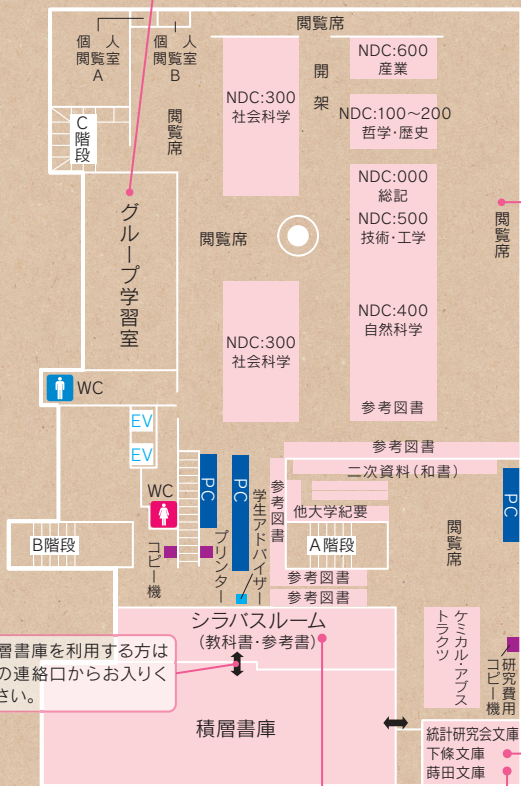 閲覧席
個人
閲覧室
A
個人
閲覧室
B
NDC:600
産業
開架
NDC:300
社会科学
NDC:100～200
哲学・歴史
C階段
閲覧席
NDC:000
総記
NDC:500
技術・工学
グループ学習室
閲覧席
閲覧席
NDC:300
社会科学
NDC:400
自然科学
参考図書
WC
EV
EV
参考図書
二次資料（和書）
PC
PC
PC
参考図書
WC
学生アドバイザー
他大学紀要
閲覧席
B階段
コピー機
プリンター
A階段
参考図書
参考図書
シラバスルーム
（教科書・参考書）
ケミカル・アブス
トラクツ
研究費用
コピー機
層書庫を利用する方は
の連絡口からお入りく
さい。
積層書庫
統計研究会文庫
下條文庫
蒔田文庫